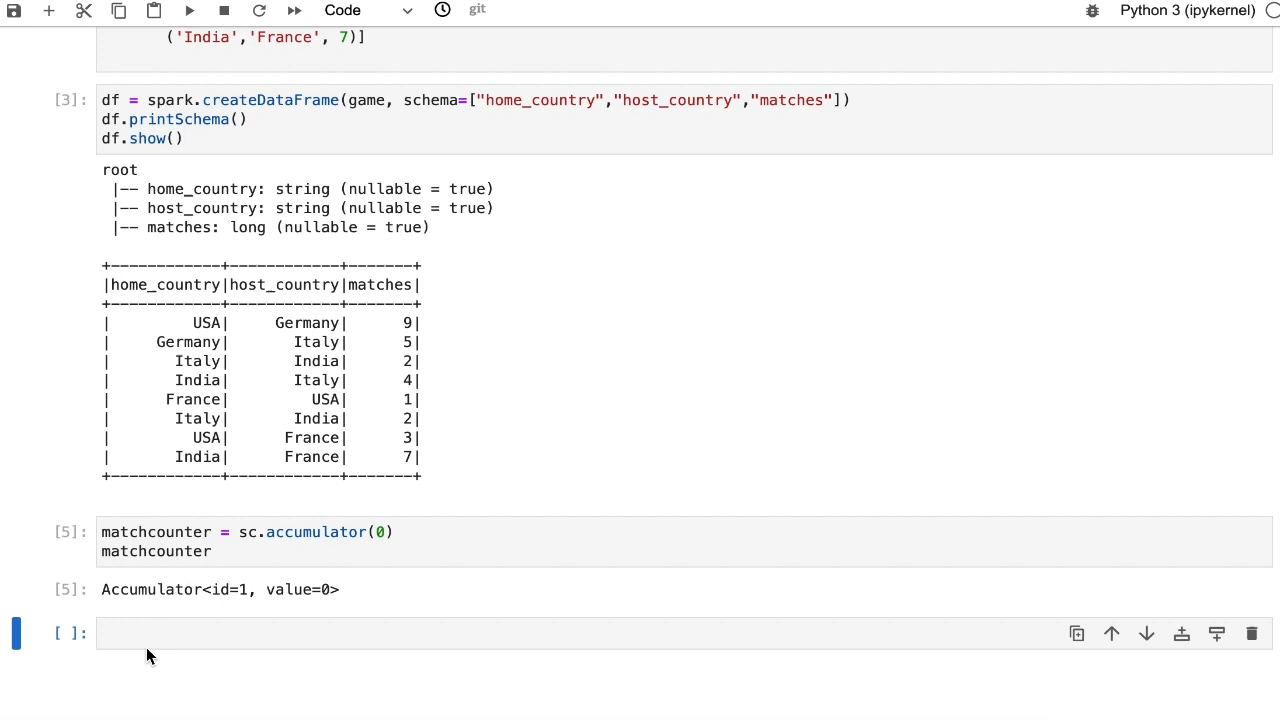 Code git Python 3 (ipykernel)
('India','France', 7)]
[3]: df = spark.createDataFrame(game, schema=["home_country","host_country","matches"])
df.printSchema()
df.show()
root
 |-- home_country: string (nullable = true)
 |-- host_country: string (nullable = true)
 |-- matches: long (nullable = true)
+------------+------------+-------+
|home_country|host_country|matches|
+------------+------------+-------+
|         USA|     Germany|      9|
|     Germany|       Italy|      5|
|       Italy|       India|      2|
|       India|       Italy|      4|
|      France|         USA|      1|
|       Italy|       India|      2|
|         USA|      France|      3|
|       India|      France|      7|
+------------+------------+-------+
[5]: matchcounter = sc.accumulator(0)
matchcounter
[5]: Accumulator<id=1, value=0>
[ ]: